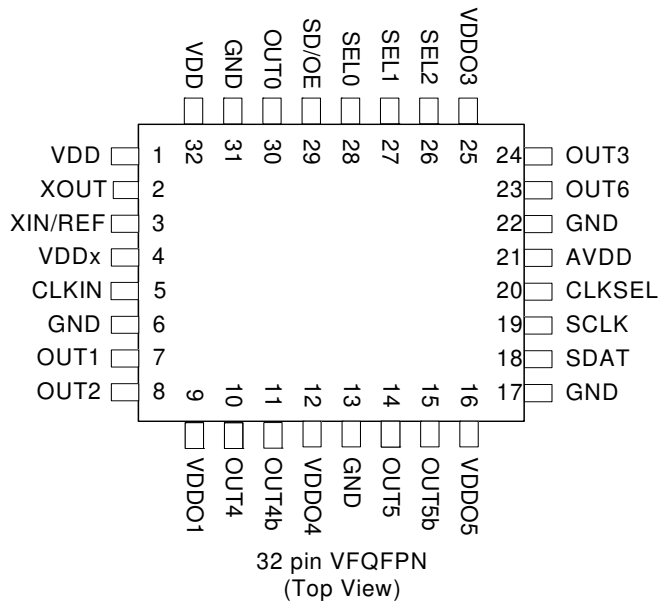 VDD
GND
OUT0
SD/OE
SEL0
SEL1
SEL2
VDDO3
32
31
30
29
28
27
26
25
VDD 1
XOUT 2
XIN/REF 3
VDDx 4
CLKIN 5
GND 6
OUT1 7
OUT2 8
24 OUT3
23 OUT6
22 GND
21 AVDD
20 CLKSEL
19 SCLK
18 SDAT
17 GND
9
10
11
12
13
14
15
16
VDDO1
OUT4
OUT4b
VDDO4
GND
OUT5
OUT5b
VDDO5
32 pin VFQFPN
(Top View)